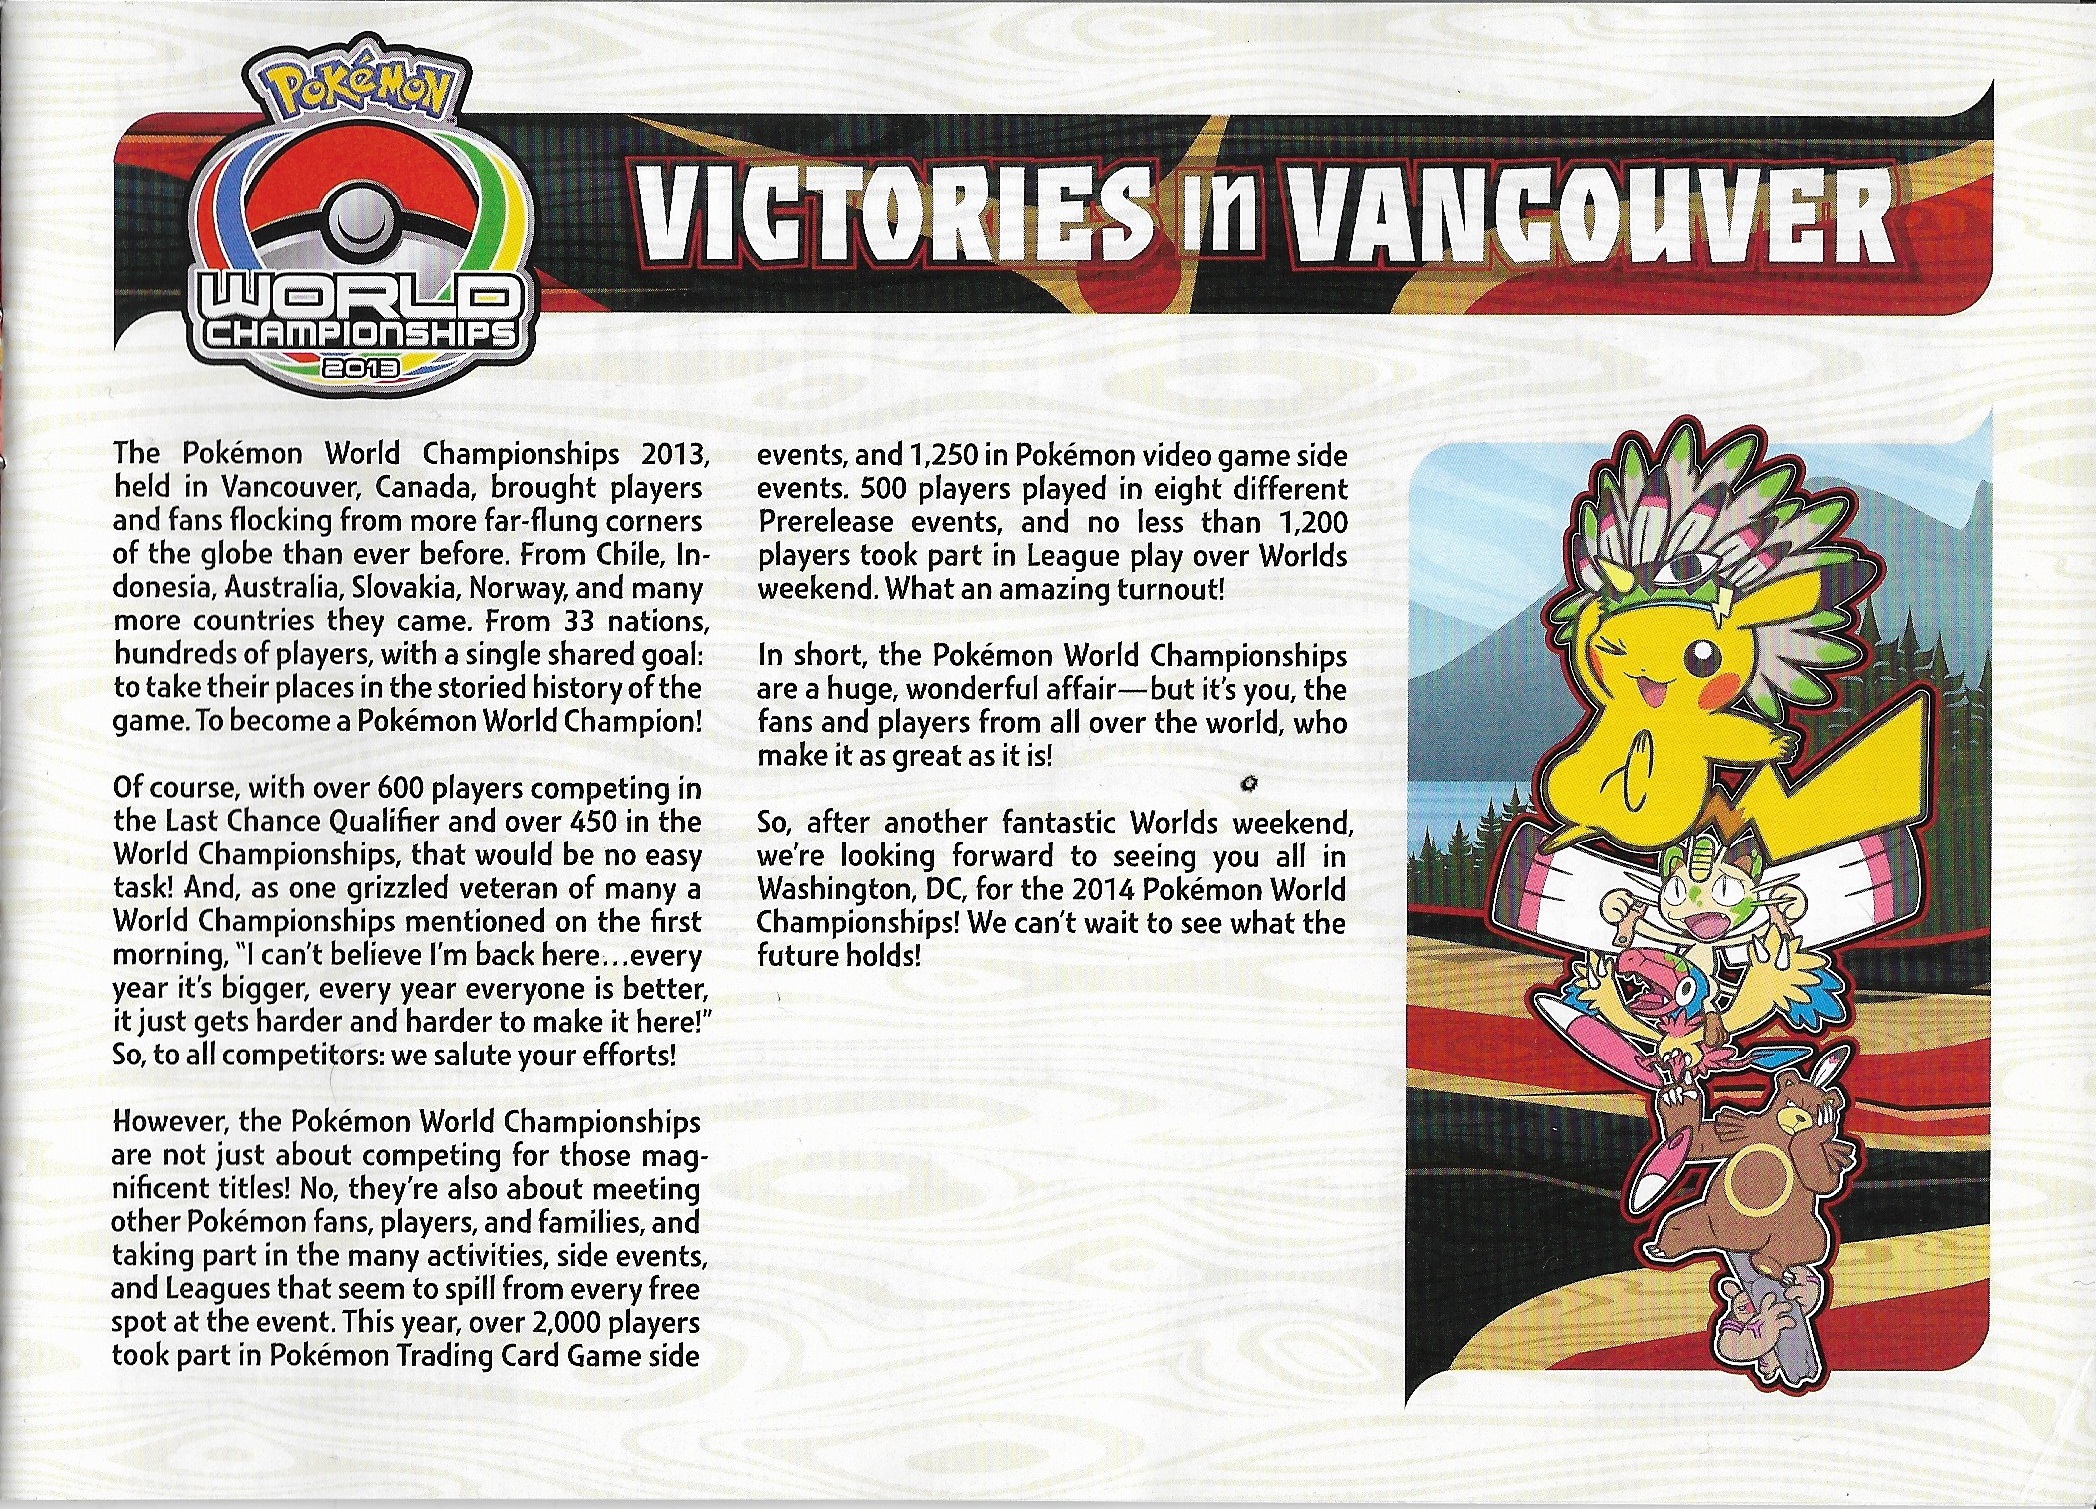 POKéMON
WORLD
CHAMPIONSHIPS
2013
VICTORIES in VANCOUVER
The Pokémon World Championships 2013,
held in Vancouver, Canada, brought players
and fans flocking from more far-flung corners
of the globe than ever before. From Chile, In-
donesia, Australia, Slovakia, Norway, and many
more countries they came. From 33 nations,
hundreds of players, with a single shared goal:
to take their places in the storied history of the
game. To become a Pokémon World Champion!
Of course, with over 600 players competing in
the Last Chance Qualifier and over 450 in the
World Championships, that would be no easy
task! And, as one grizzled veteran of many a
World Championships mentioned on the first
morning, “I can't believe I'm back here...every
year it's bigger, every year everyone is better,
it just gets harder and harder to make it here!”
So, to all competitors: we salute your efforts!
However, the Pokémon World Championships
are not just about competing for those mag-
nificent titles! No, they're also about meeting
other Pokémon fans, players, and families, and
taking part in the many activities, side events,
and Leagues that seem to spill from every free
spot at the event. This year, over 2,000 players
took part in Pokémon Trading Card Game side
events, and 1,250 in Pokémon video game side
events. 500 players played in eight different
Prerelease events, and no less than 1,200
players took part in League play over Worlds
weekend. What an amazing turnout!
In short, the Pokémon World Championships
are a huge, wonderful affair—but it's you, the
fans and players from all over the world, who
make it as great as it is!
So, after another fantastic Worlds weekend,
we're looking forward to seeing you all in
Washington, DC, for the 2014 Pokémon World
Championships! We can't wait to see what the
future holds!